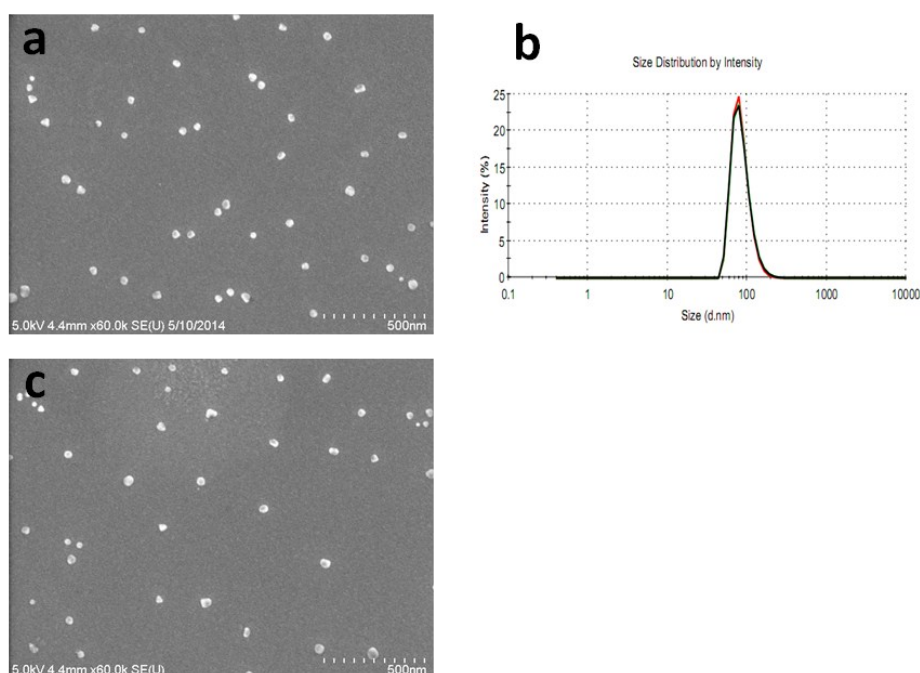 a
5.0kV 4.4mm x60.0k SE(U) 5/10/2014
500nm
b
Size Distribution by Intensity
Intensity (%)
25
20
15
10
5
0
0.1 1 10 100 1000 10000
Size (d.nm)
c
5.0kV 4.4mm x60.0k SE(U)
500nm